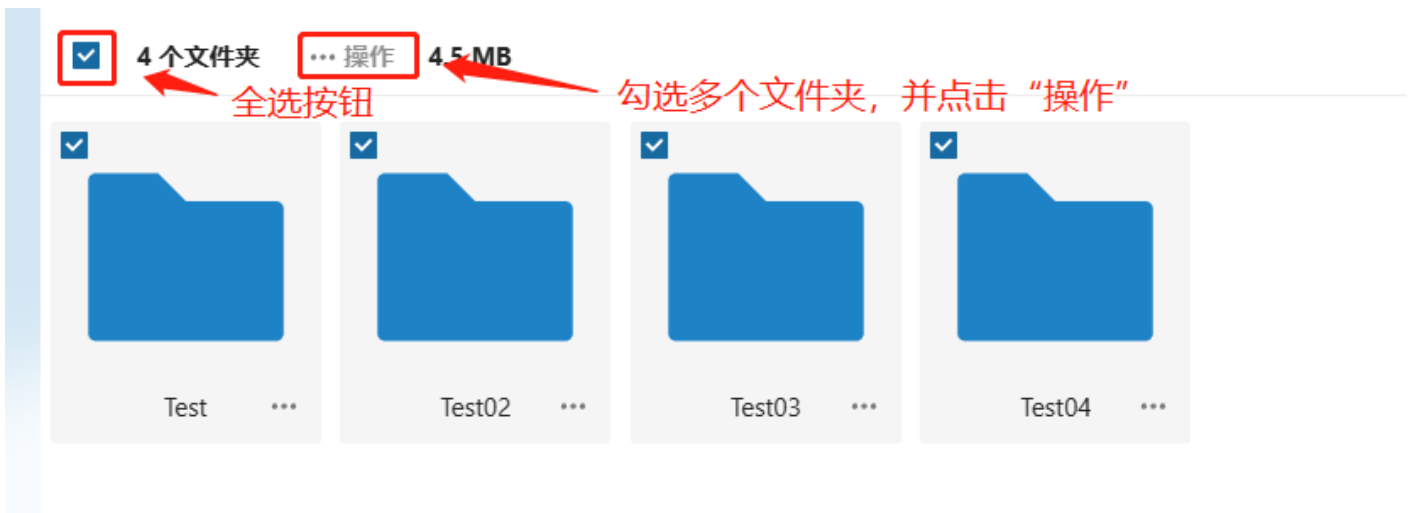 4 个文件夹 ··· 操作 4.5 MB
全选按钮
勾选多个文件夹，并点击“操作”
Test ···
Test02 ···
Test03 ···
Test04 ···